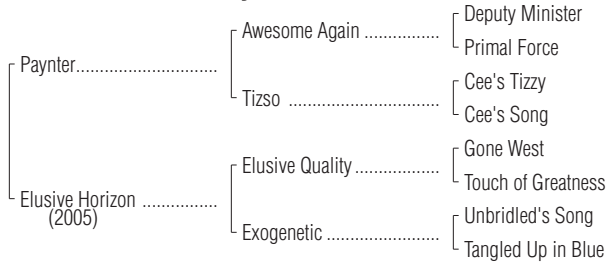 Deputy Minister
Awesome Again ................
Primal Force
Paynter.............................
Cee's Tizzy
Tizso ................................
Cee's Song
Gone West
Elusive Quality ..................
Touch of Greatness
Elusive Horizon ................
(2005)
Unbridled's Song
Exogenetic ........................
Tangled Up in Blue